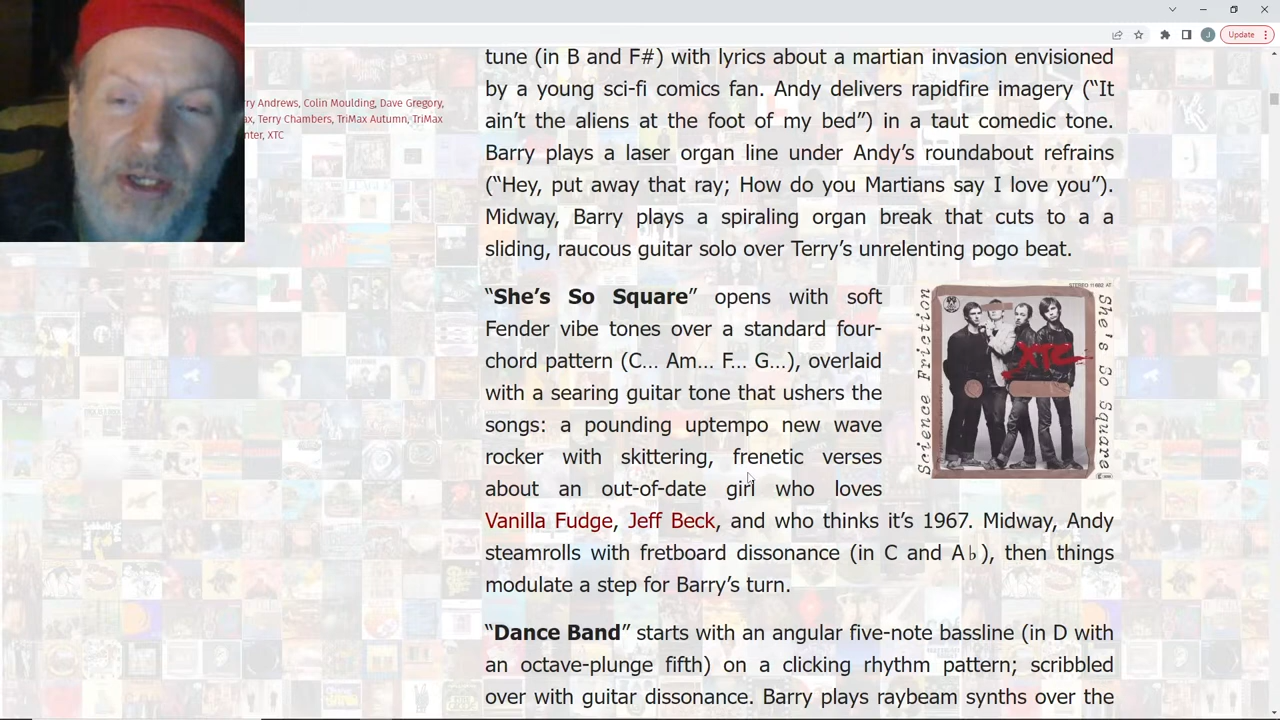 Update
tune (in B and F#) with lyrics about a martian invasion envisioned
by a young sci-fi comics fan. Andy delivers rapidfire imagery (“It
ain’t the aliens at the foot of my bed”) in a taut comedic tone.
Barry plays a laser organ line under Andy’s roundabout refrains
(“Hey, put away that ray; How do you Martians say I love you”).
Midway, Barry plays a spiraling organ break that cuts to a a
sliding, raucous guitar solo over Terry’s unrelenting pogo beat.
ry Andrews, Colin Moulding, Dave Gregory,
ax, Terry Chambers, TriMax Autumn, TriMax
nter, XTC
“She’s So Square” opens with soft
Fender vibe tones over a standard four-
chord pattern (C… Am… F… G…), overlaid
with a searing guitar tone that ushers the
songs: a pounding uptempo new wave
rocker with skittering, frenetic verses
about an out-of-date girl who loves
Vanilla Fudge, Jeff Beck, and who thinks it’s 1967. Midway, Andy
steamrolls with fretboard dissonance (in C and A♭), then things
modulate a step for Barry’s turn.
STEREO 11 682 AT
Science Friction
XTC
She's So Square
“Dance Band” starts with an angular five-note bassline (in D with
an octave-plunge fifth) on a clicking rhythm pattern; scribbled
over with guitar dissonance. Barry plays raybeam synths over the